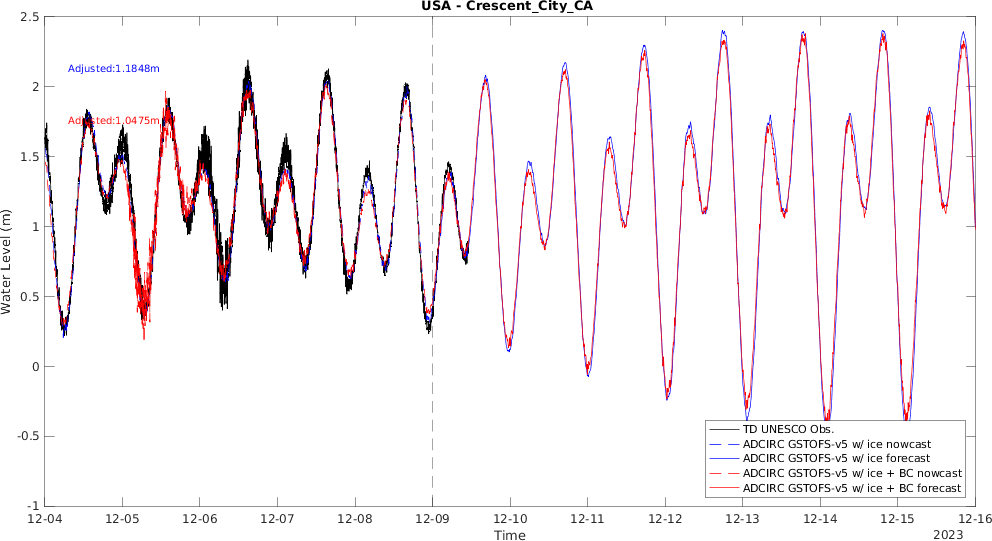 USA - Crescent_City_CA
2.5
2
1.5
1
0.5
0
-0.5
-1
Water Level (m)
Adjusted:1.1848m
Adjusted:1.0475m
TD UNESCO Obs.
ADCIRC GSTOFS-v5 w/ ice nowcast
ADCIRC GSTOFS-v5 w/ ice forecast
ADCIRC GSTOFS-v5 w/ ice + BC nowcast
ADCIRC GSTOFS-v5 w/ ice + BC forecast
12-04 12-05 12-06 12-07 12-08 12-09 12-10 12-11 12-12 12-13 12-14 12-15 12-16
Time
2023